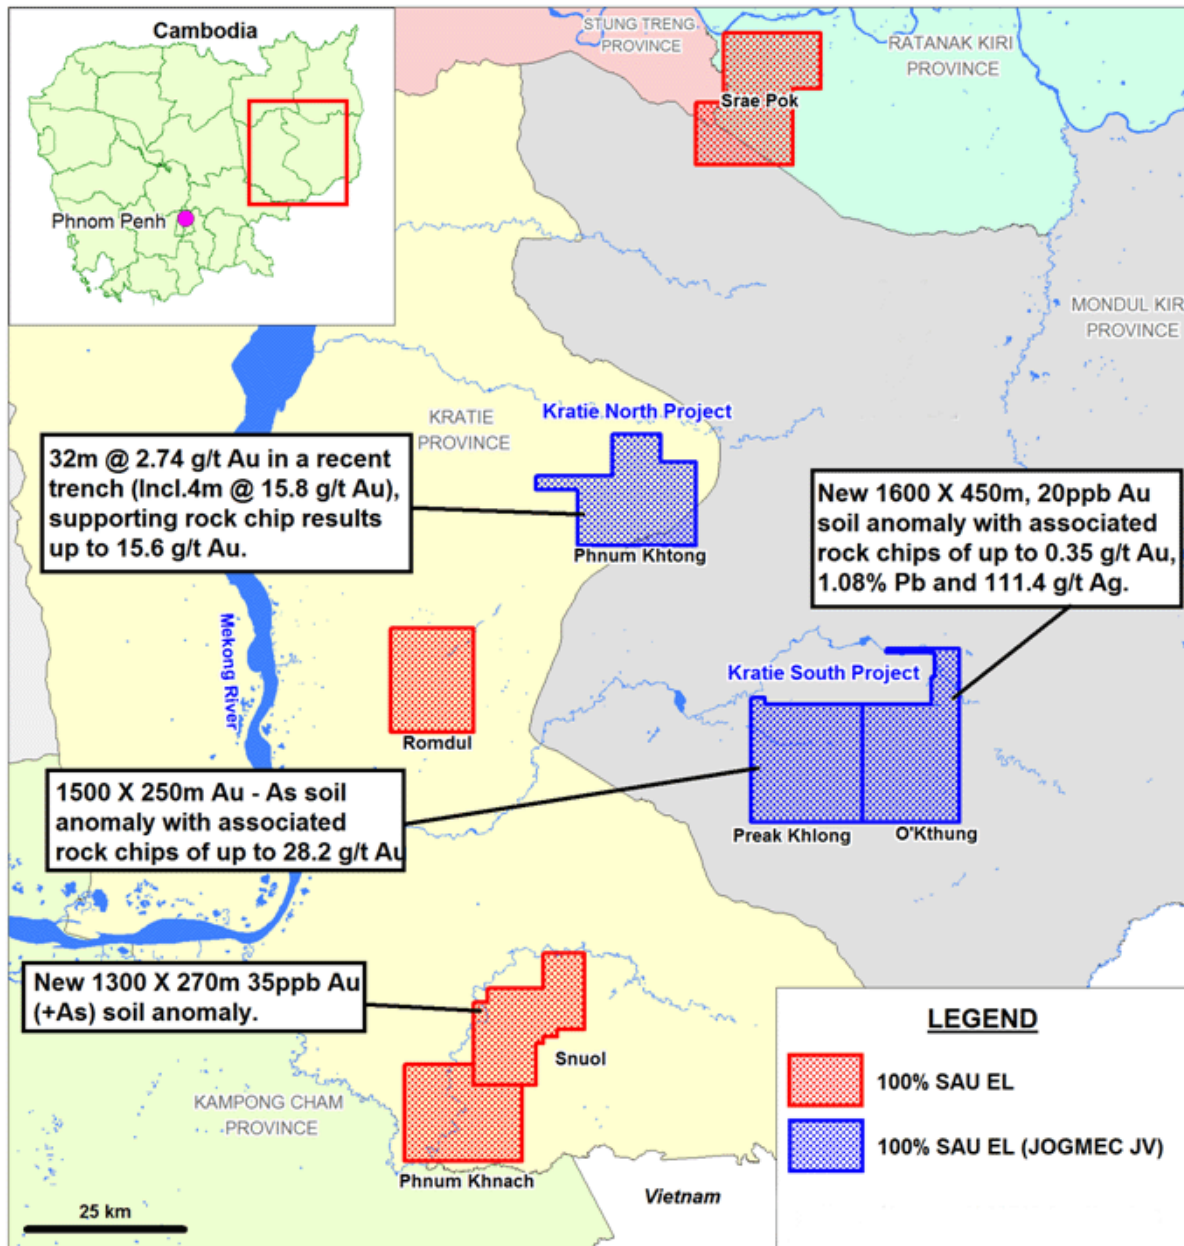 Cambodia
Phnom Penh
STUNG TRENG
PROVINCE
RATANAK KIRI
PROVINCE
Srae Pok
MONDUL KIR
PROVINCE
KRATIE
PROVINCE
Kratie North Project
32m @ 2.74 g/t Au in a recent
trench (Incl.4m @ 15.8 g/t Au),
supporting rock chip results
up to 15.6 g/t Au.
Phnum Khtong
New 1600 X 450m, 20ppb Au
soil anomaly with associated
rock chips of up to 0.35 g/t Au,
1.08% Pb and 111.4 g/t Ag.
Mekong River
Kratie South Project
Romdul
1500 X 250m Au - As soil
anomaly with associated
rock chips of up to 28.2 g/t Au
Preak Khlong
O'Kthung
New 1300 X 270m 35ppb Au
(+As) soil anomaly.
Snuol
KAMPONG CHAM
PROVINCE
Phnum Khnach
Vietnam
25 km
LEGEND
100% SAU EL
100% SAU EL (JOGMEC JV)